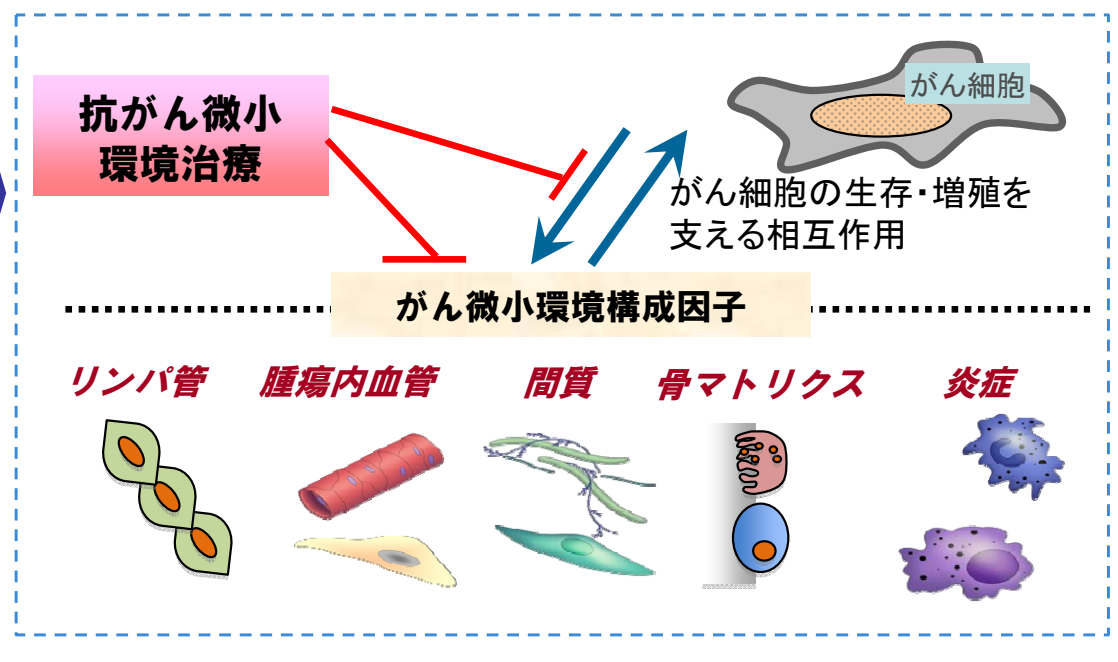 抗がん微小
環境治療
がん細胞
がん細胞の生存・増殖を
支える相互作用
がん微小環境構成因子
リンパ管 腫瘍内血管 間質 骨マトリクス 炎症